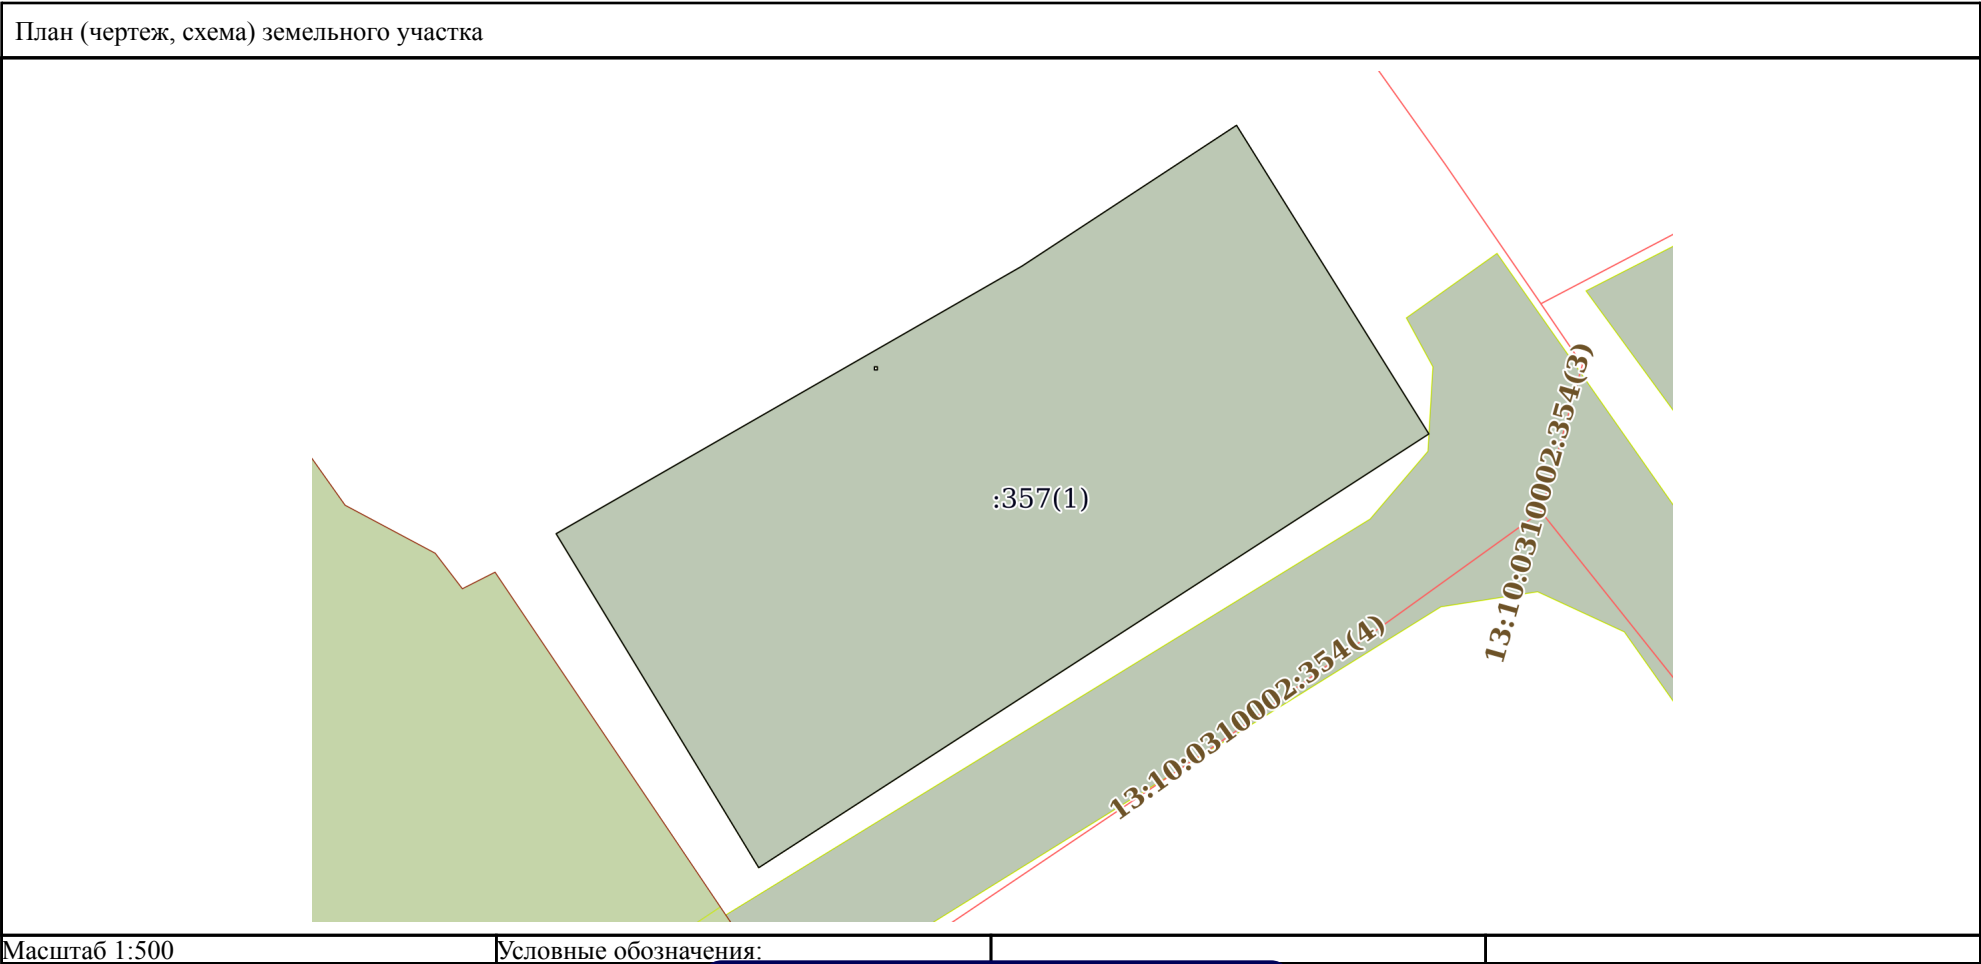 План (чертеж, схема) земельного участка
:357(1)
13:10:0310002:354(3)
13:10:0310002:354(4)
Масштаб 1:500
Условные обозначения: